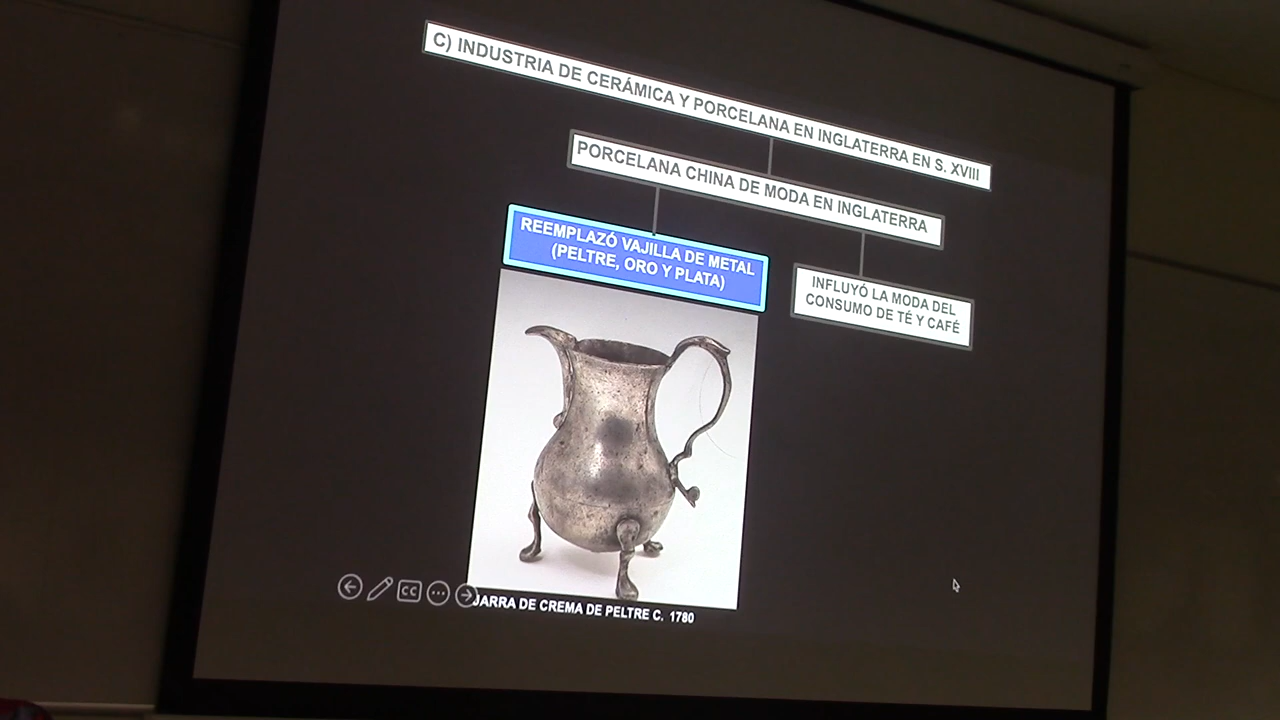 C) INDUSTRIA DE CERÁMICA Y PORCELANA EN INGLATERRA EN S. XVIII
PORCELANA CHINA DE MODA EN INGLATERRA
REEMPLAZÓ VAJILLA DE METAL
(PELTRE, ORO Y PLATA)
INFLUYÓ LA MODA DEL
CONSUMO DE TÉ Y CAFÉ
CC
JARRA DE CREMA DE PELTRE C. 1780